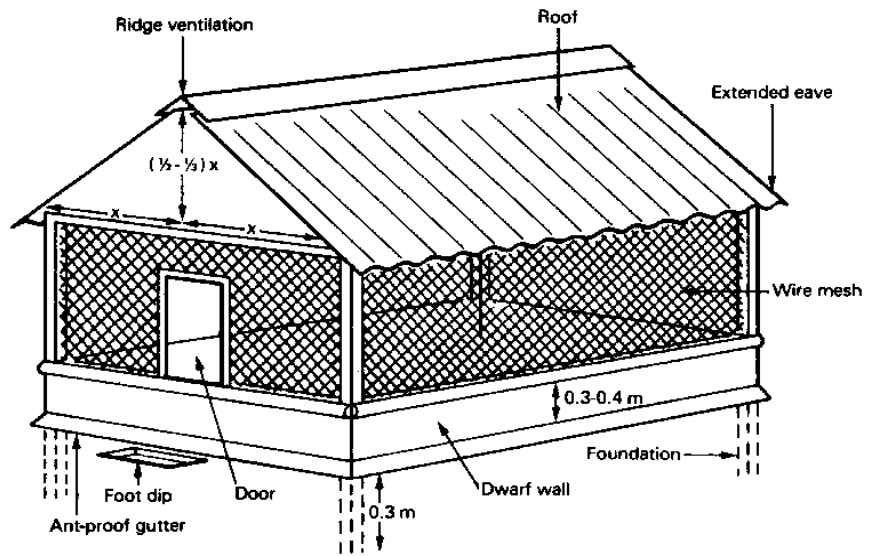 Ridge ventilation
Roof
Extended eave
(½-⅓) x
x
x
Wire mesh
0.3-0.4 m
Foundation
Foot dip
Door
Dwarf wall
0.3 m
Ant-proof gutter